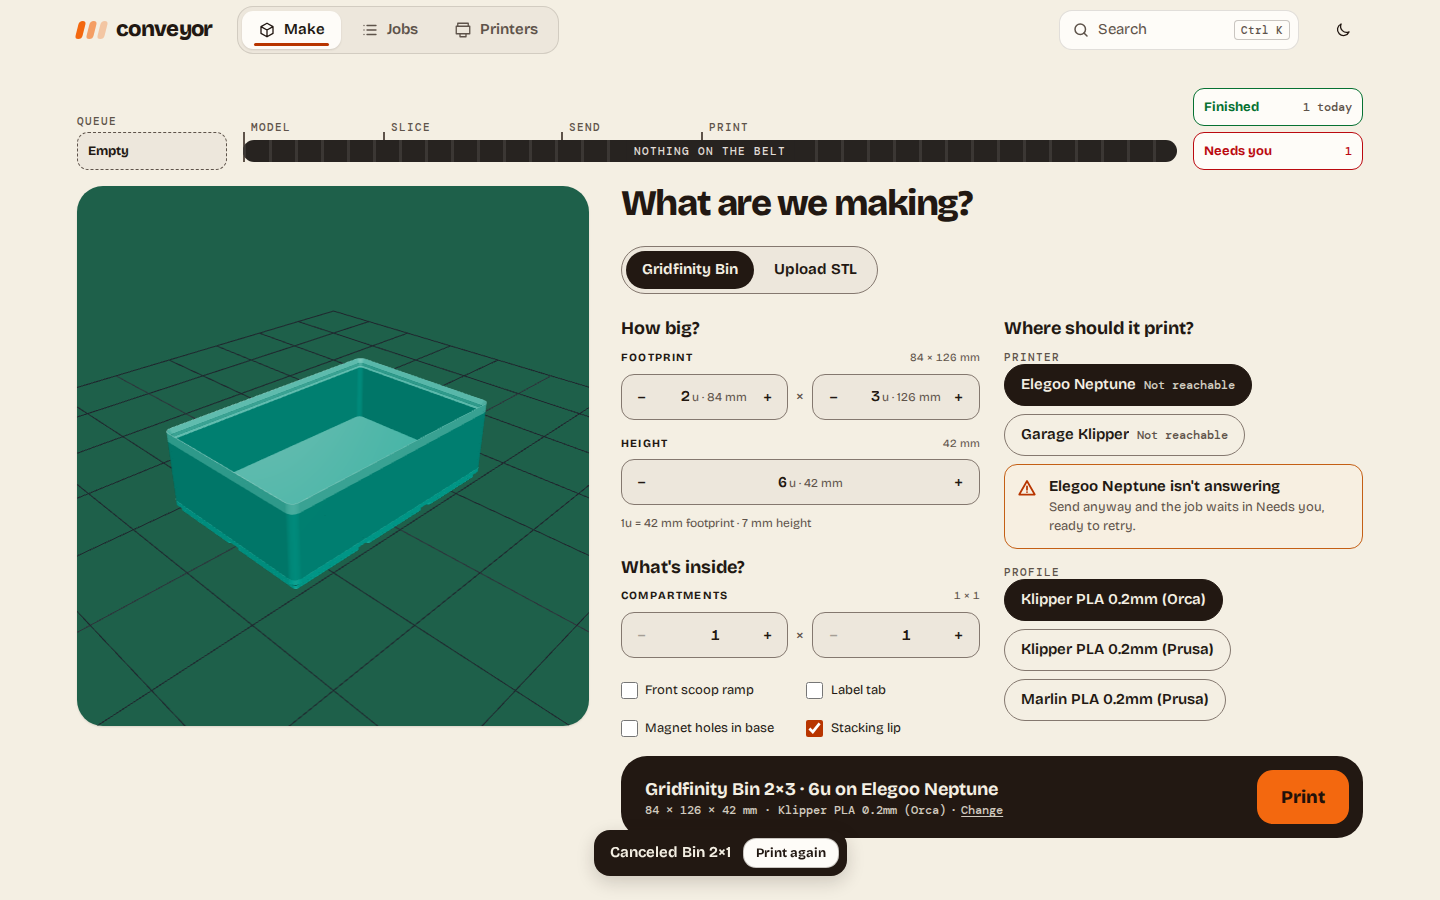 conveyor
Make
Jobs
Printers
Search
Ctrl K
QUEUE
Empty
MODEL
SLICE
SEND
PRINT
NOTHING ON THE BELT
Finished 1 today
Needs you 1
What are we making?
Gridfinity Bin
Upload STL
How big?
FOOTPRINT 84 × 126 mm
− 2 u · 84 mm + × − 3 u · 126 mm +
HEIGHT 42 mm
− 6 u · 42 mm +
1u = 42 mm footprint · 7 mm height
What's inside?
COMPARTMENTS 1 × 1
− 1 + × − 1 +
Front scoop ramp
Label tab
Magnet holes in base
Stacking lip
Where should it print?
PRINTER
Elegoo Neptune Not reachable
Garage Klipper Not reachable
Elegoo Neptune isn't answering
Send anyway and the job waits in Needs you,
ready to retry.
PROFILE
Klipper PLA 0.2mm (Orca)
Klipper PLA 0.2mm (Prusa)
Marlin PLA 0.2mm (Prusa)
Gridfinity Bin 2×3 · 6u on Elegoo Neptune
84 × 126 × 42 mm · Klipper PLA 0.2mm (Orca) · Change
Print
Canceled Bin 2×1
Print again